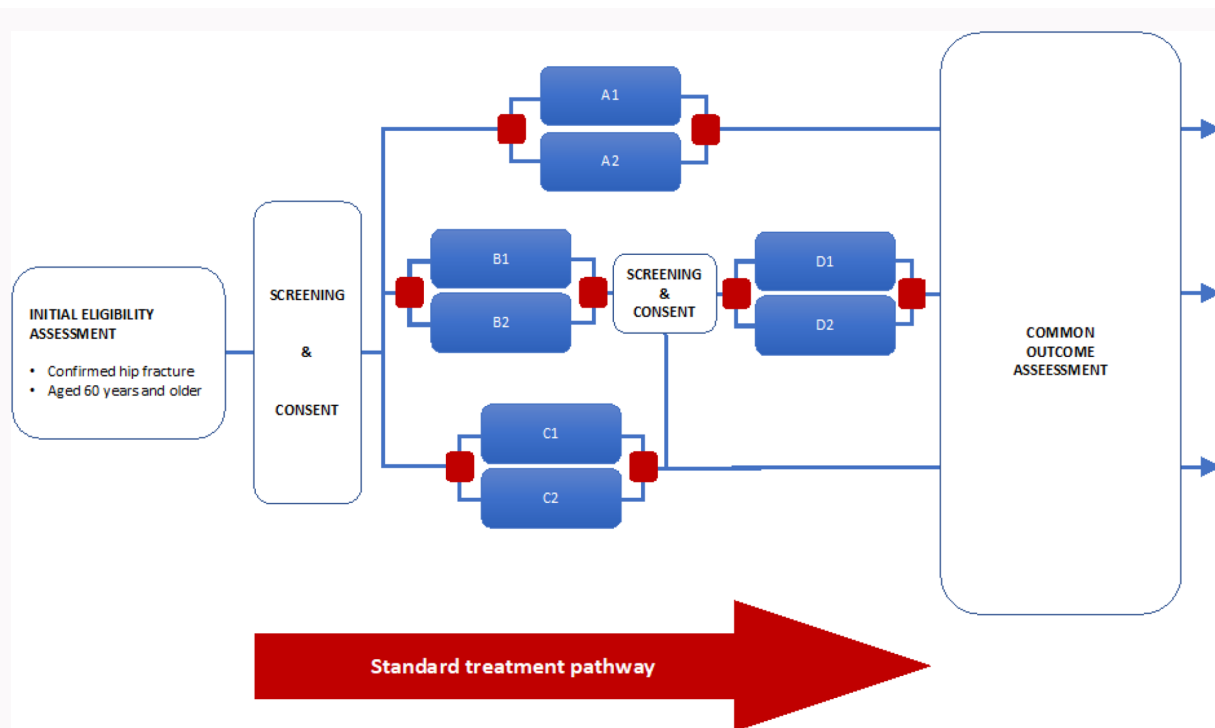 INITIAL ELIGIBILITY
ASSESSMENT
• Confirmed hip fracture
• Aged 60 years and older
SCREENING
&
CONSENT
A1
A2
B1
B2
SCREENING
&
CONSENT
D1
D2
C1
C2
COMMON
OUTCOME
ASSEESSMENT
Standard treatment pathway